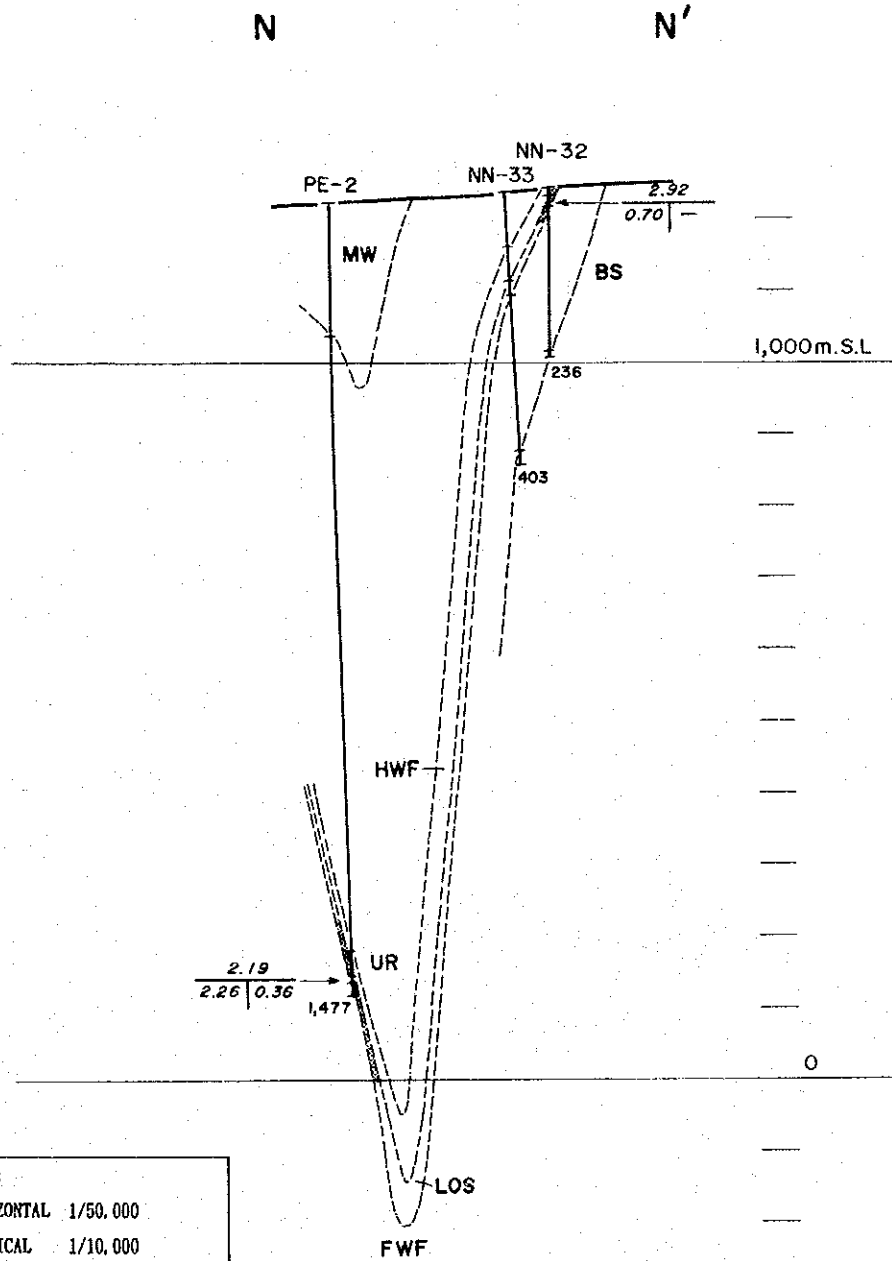 N N′
NN-32
PE-2 NN-33
2.92
0.70 | —
MW
BS
1,000m.S.L
236
403
HWF
UR
2.19
2.26 | 0.36
1,477
0
LOS
ZONTAL 1/50,000
ICAL 1/10,000
FWF